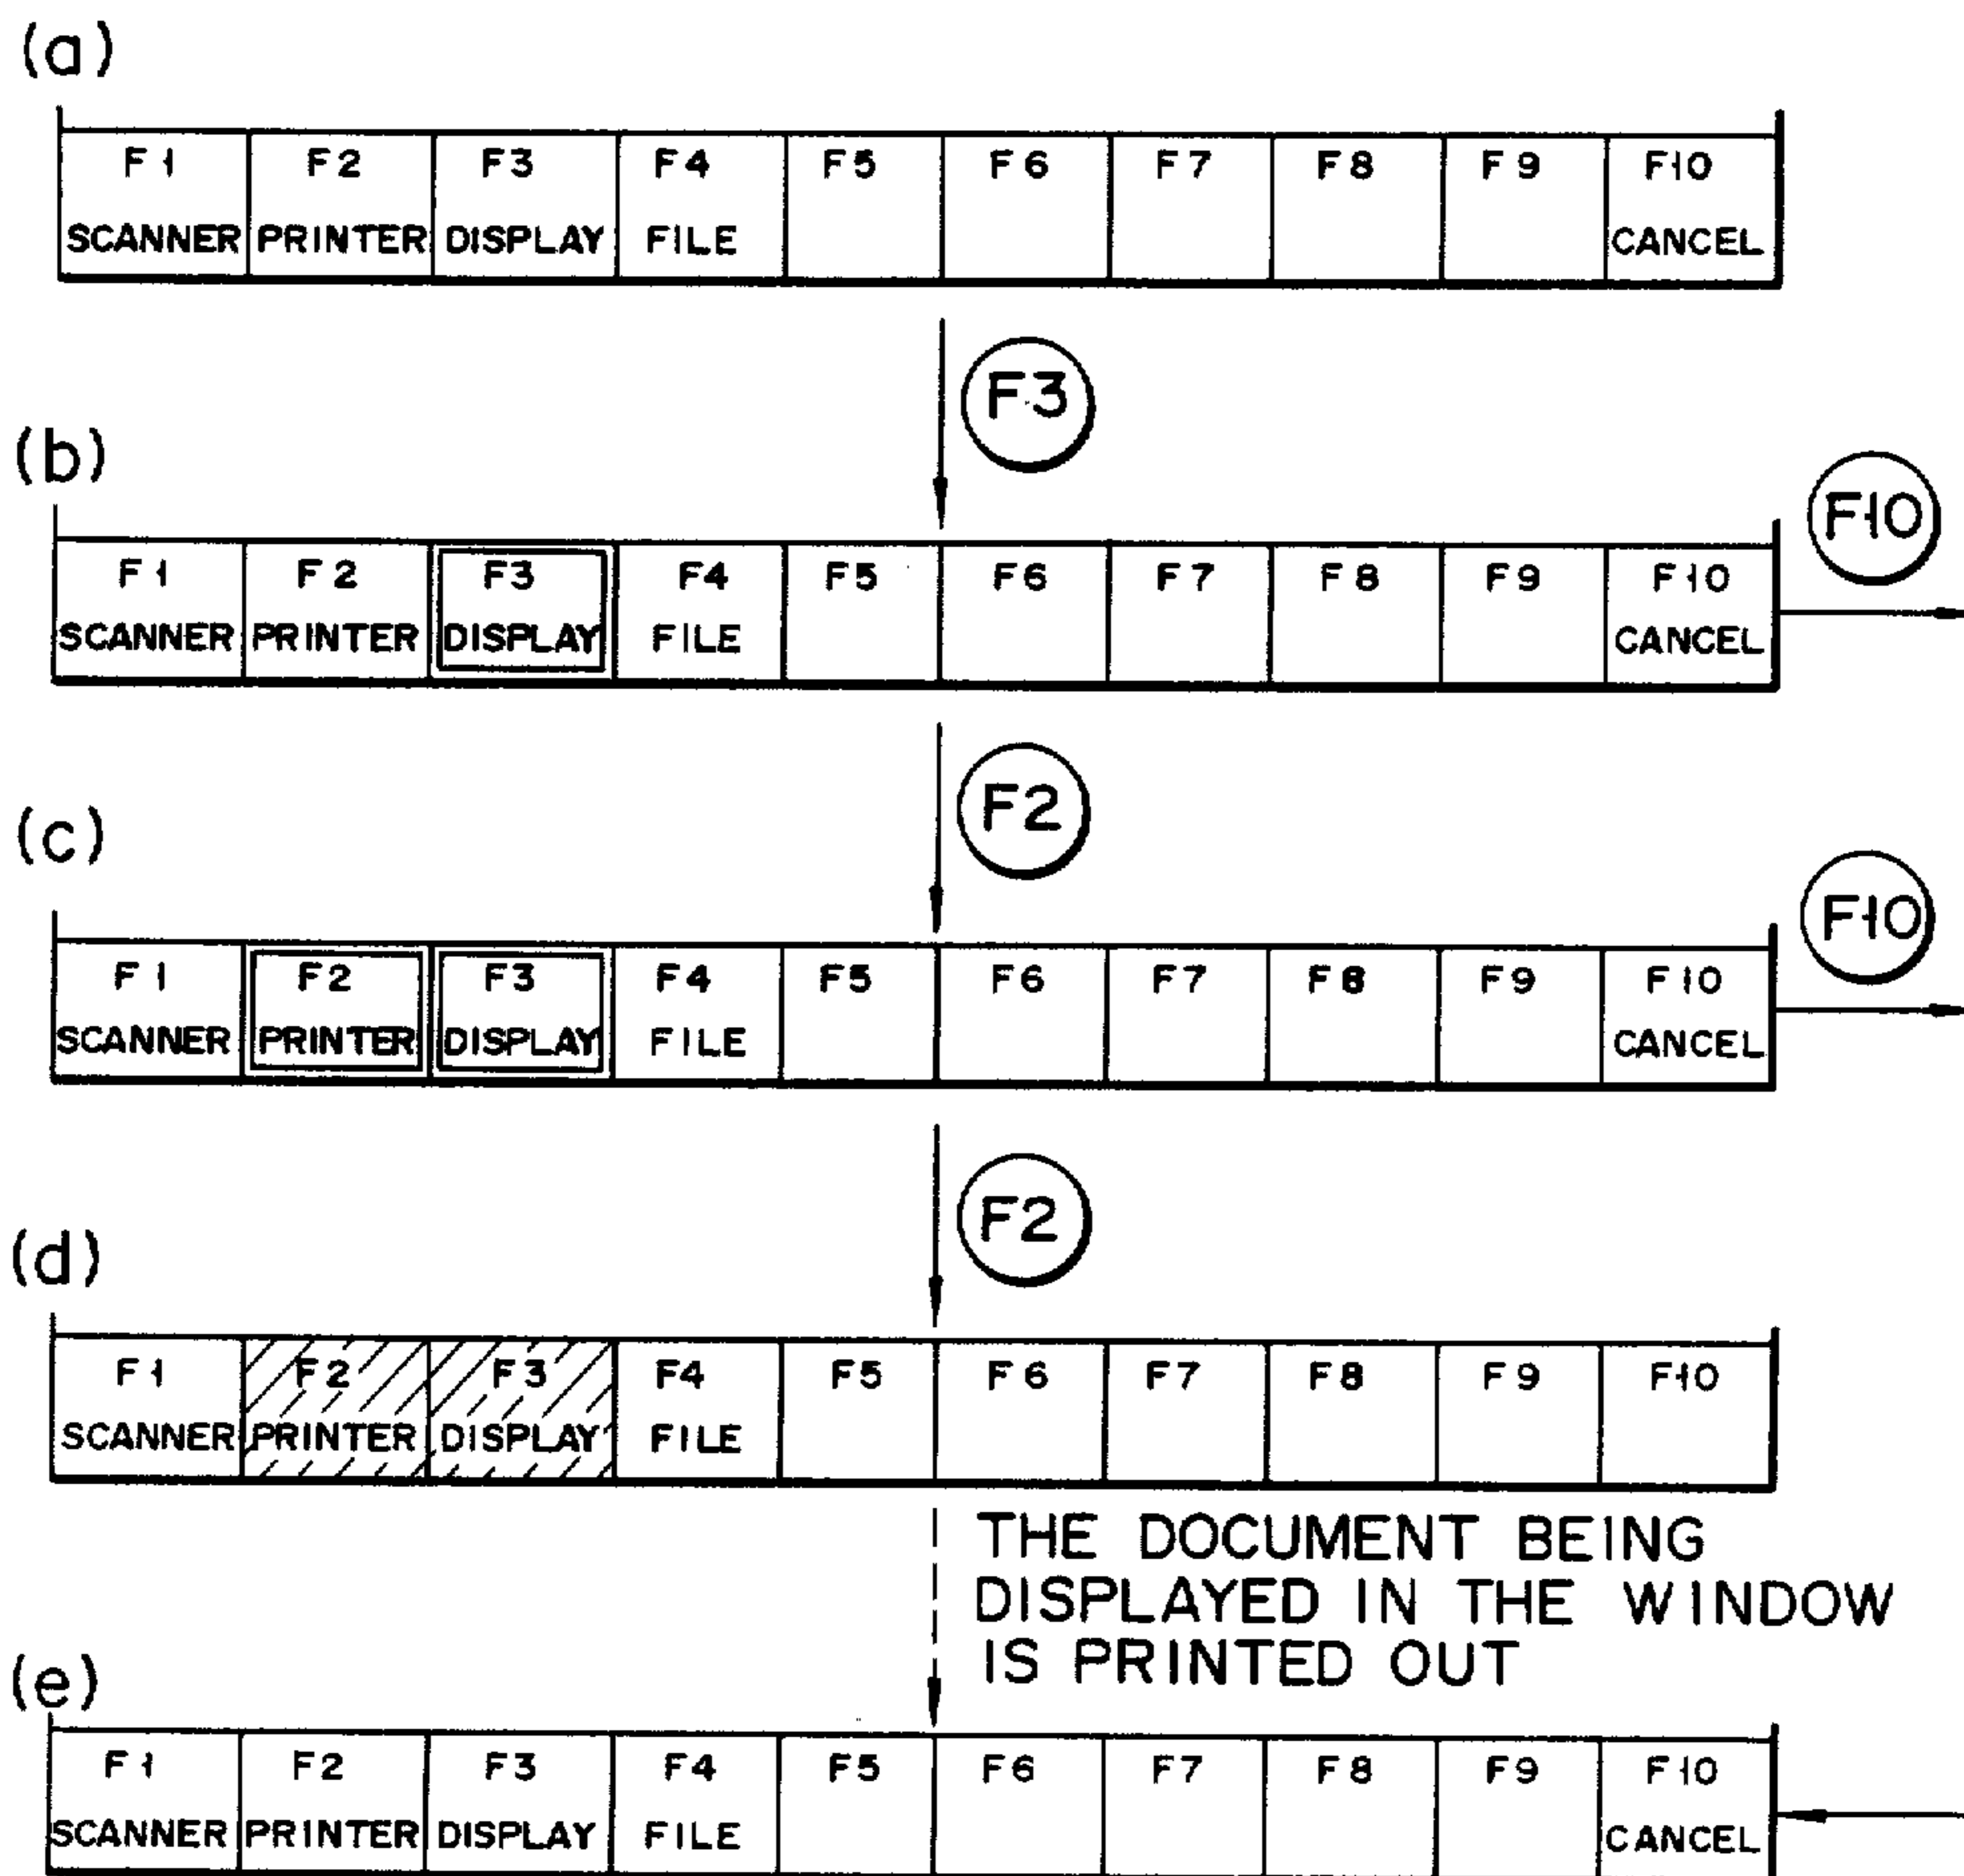 (a)
F1 F2 F3 F4 F5 F6 F7 F8 F9 F10
SCANNER PRINTER DISPLAY FILE CANCEL
F3
(b)
F10
F1 F2 F3 F4 F5 F6 F7 F8 F9 F10
SCANNER PRINTER DISPLAY FILE CANCEL
F2
(c)
F10
F1 F2 F3 F4 F5 F6 F7 F8 F9 F10
SCANNER PRINTER DISPLAY FILE CANCEL
F2
(d)
F1 F2 F3 F4 F5 F6 F7 F8 F9 F10
SCANNER PRINTER DISPLAY FILE
THE DOCUMENT BEING
DISPLAYED IN THE WINDOW
IS PRINTED OUT
(e)
F1 F2 F3 F4 F5 F6 F7 F8 F9 F10
SCANNER PRINTER DISPLAY FILE CANCEL